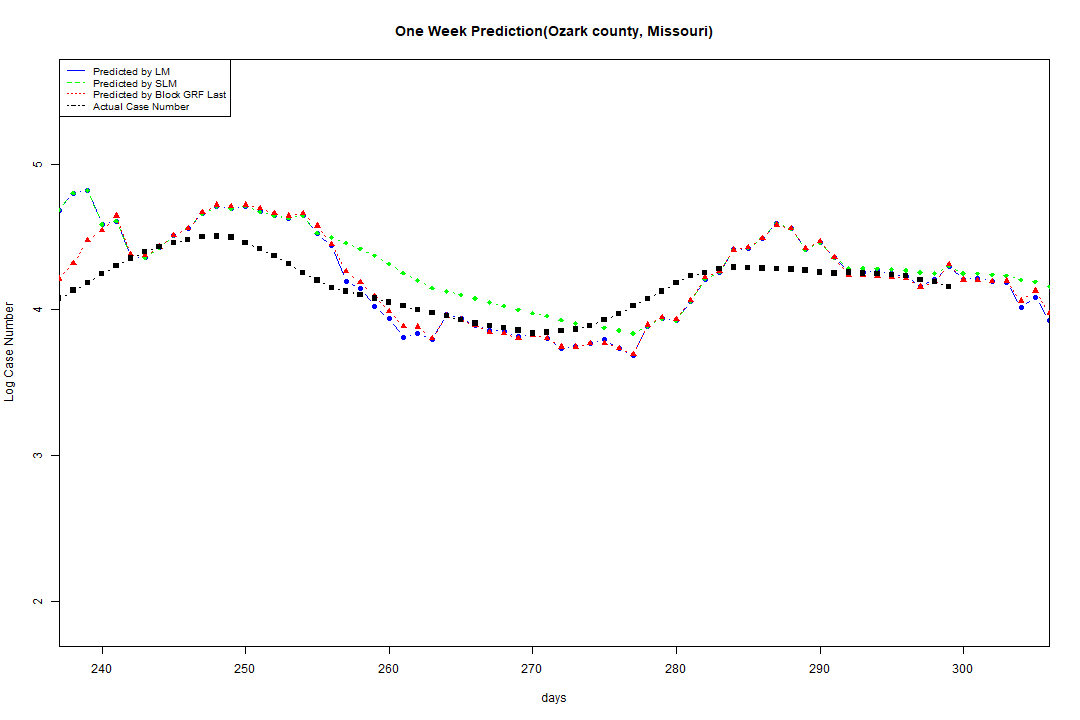 One Week Prediction(Ozark county, Missouri)
Predicted by LM
Predicted by SLM
Predicted by Block GRF Last
Actual Case Number
5
4
3
2
Log Case Number
240 250 260 270 280 290 300
days